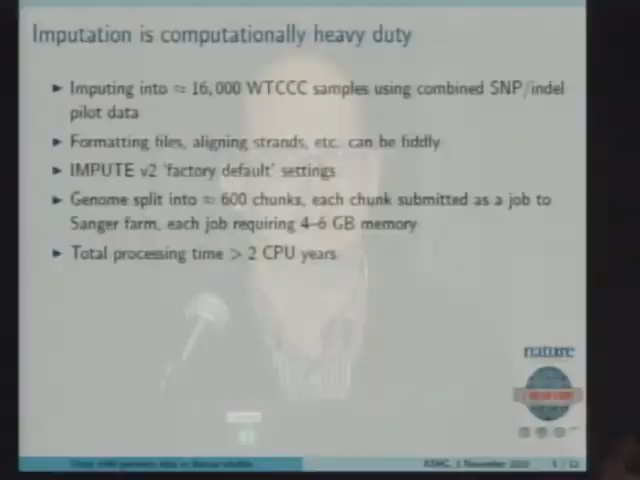 Imputation is computationally heavy duty
Imputing into ≈ 16,000 WTCCC samples using combined SNP/indel
pilot data
Formatting files, aligning strands, etc. can be fiddly
IMPUTE v2 'factory default' settings
Genome split into ≈ 600 chunks, each chunk submitted as a job to
Sanger farm, each job requiring 4–6 GB memory
Total processing time > 2 CPU years
nature